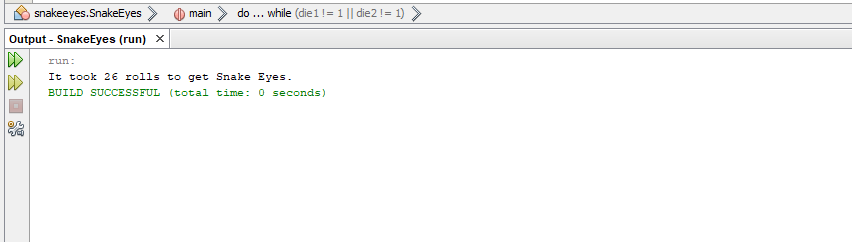 snakeeyes.SnakeEyes main do ... while (die1 != 1 || die2 != 1)
Output - SnakeEyes (run) ×
run:
It took 26 rolls to get Snake Eyes.
BUILD SUCCESSFUL (total time: 0 seconds)